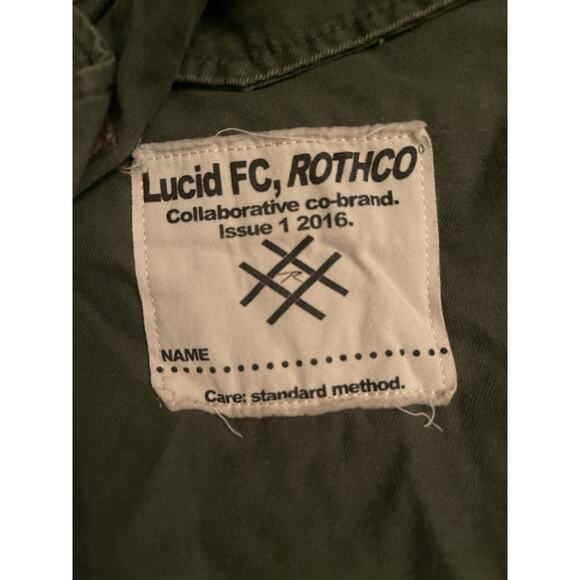 Lucid FC, ROTHCO®
Collaborative co-brand.
Issue 1 2016.
R
NAME
Care: standard method.